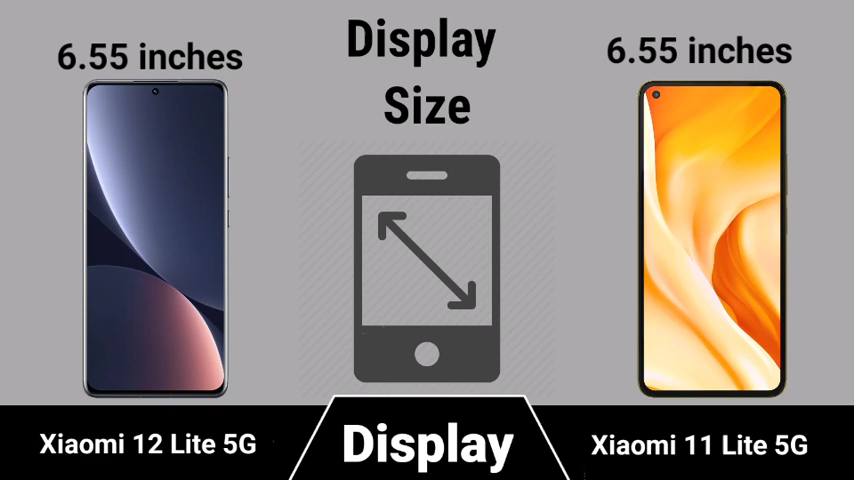 6.55 inches
Display
Size
6.55 inches
Xiaomi 12 Lite 5G
Display
Xiaomi 11 Lite 5G